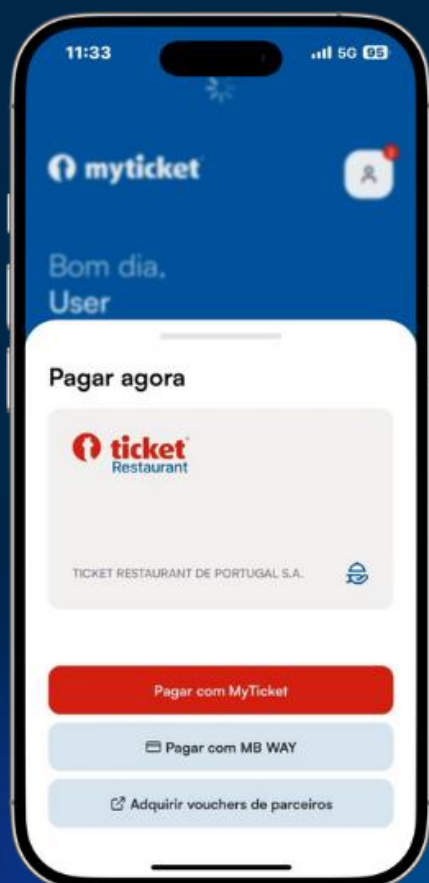 11:33
5G 95
myticket
Bom dia,
User
Pagar agora
ticket
Restaurant
TICKET RESTAURANT DE PORTUGAL S.A.
Pagar com MyTicket
Pagar com MB WAY
Adquirir vouchers de parceiros